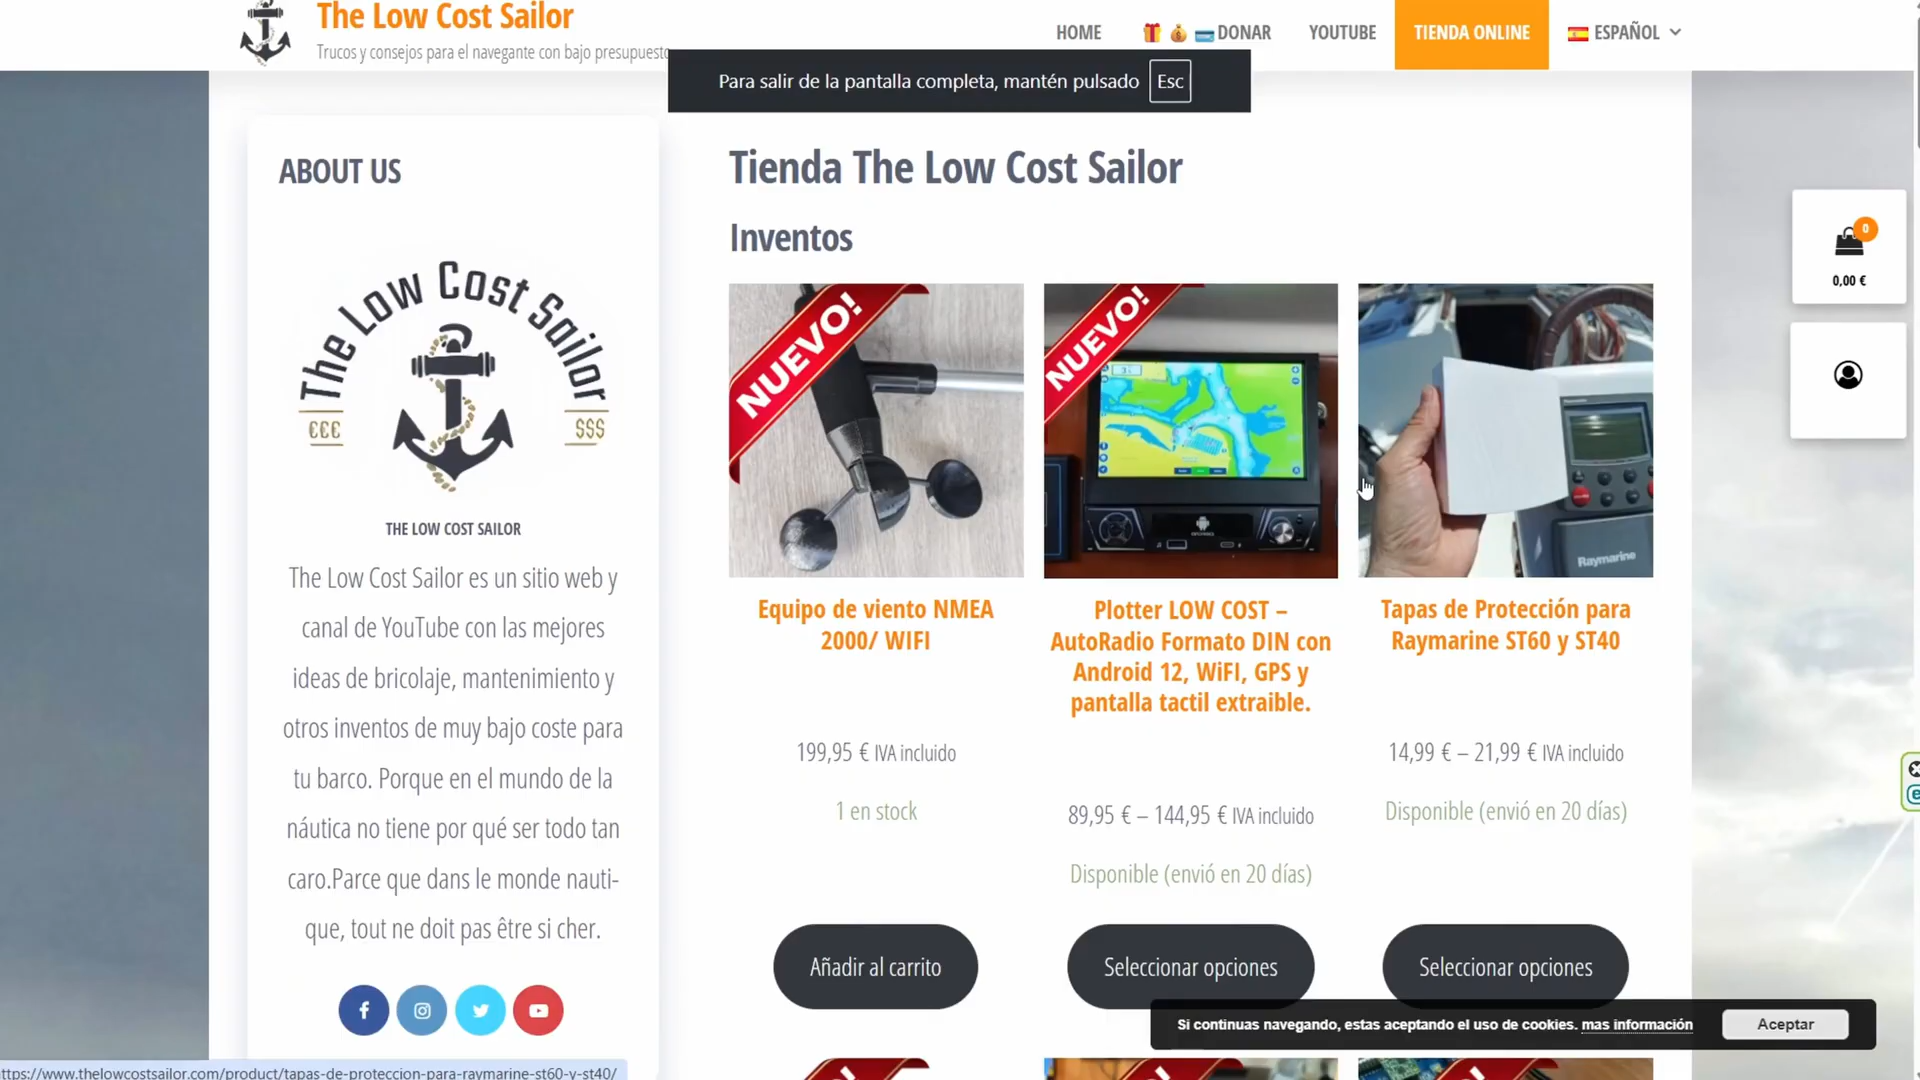 The Low Cost Sailor
Trucos y consejos para el navegante con bajo presupuesto
HOME
DONAR
YOUTUBE
TIENDA ONLINE
ESPAÑOL
Para salir de la pantalla completa, mantén pulsado Esc
ABOUT US
The Low Cost Sailor
€€€
$$$
THE LOW COST SAILOR
The Low Cost Sailor es un sitio web y
canal de YouTube con las mejores
ideas de bricolaje, mantenimiento y
otros inventos de muy bajo coste para
tu barco. Porque en el mundo de la
náutica no tiene por qué ser todo tan
caro.Parce que dans le monde nauti-
que, tout ne doit pas être si cher.
Tienda The Low Cost Sailor
Inventos
NUEVO!
Equipo de viento NMEA
2000/ WIFI
199,95 € IVA incluido
1 en stock
Añadir al carrito
NUEVO!
Plotter LOW COST –
AutoRadio Formato DIN con
Android 12, WiFI, GPS y
pantalla tactil extraible.
89,95 € – 144,95 € IVA incluido
Disponible (envió en 20 días)
Seleccionar opciones
Raymarine
Tapas de Protección para
Raymarine ST60 y ST40
14,99 € – 21,99 € IVA incluido
Disponible (envió en 20 días)
Seleccionar opciones
0
0,00 €
Si continuas navegando, estas aceptando el uso de cookies. mas información
Aceptar
ttps://www.thelowcostsailor.com/product/tapas-de-proteccion-para-raymarine-st60-y-st40/